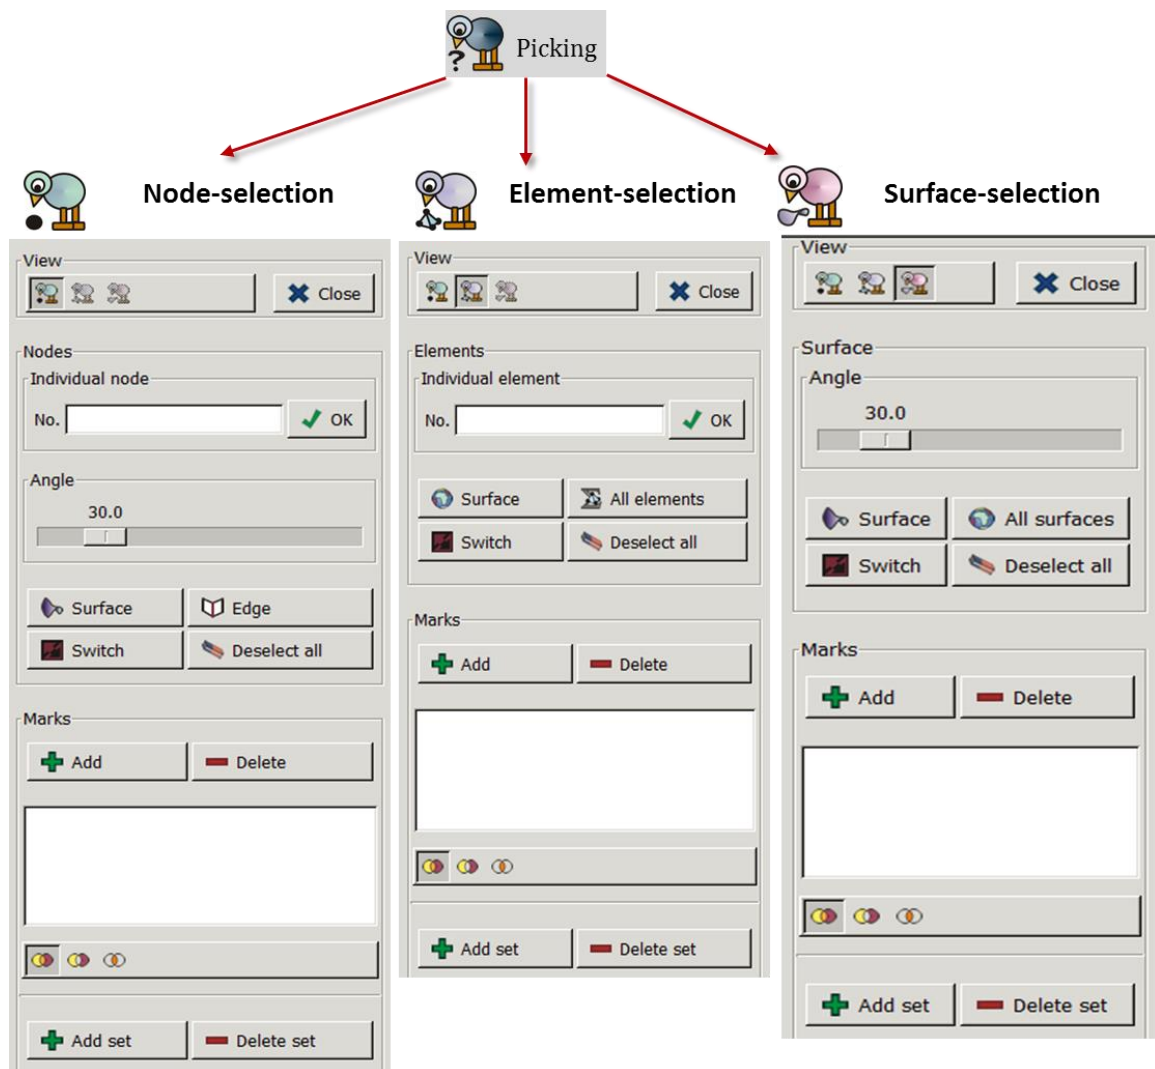 Picking
Node-selection
View
Close
Nodes
Individual node
No.
OK
Angle
30.0
Surface
Edge
Switch
Deselect all
Marks
Add
Delete
Add set
Delete set
Element-selection
View
Close
Elements
Individual element
No.
OK
Surface
All elements
Switch
Deselect all
Marks
Add
Delete
Add set
Delete set
Surface-selection
View
Close
Surface
Angle
30.0
Surface
All surfaces
Switch
Deselect all
Marks
Add
Delete
Add set
Delete set